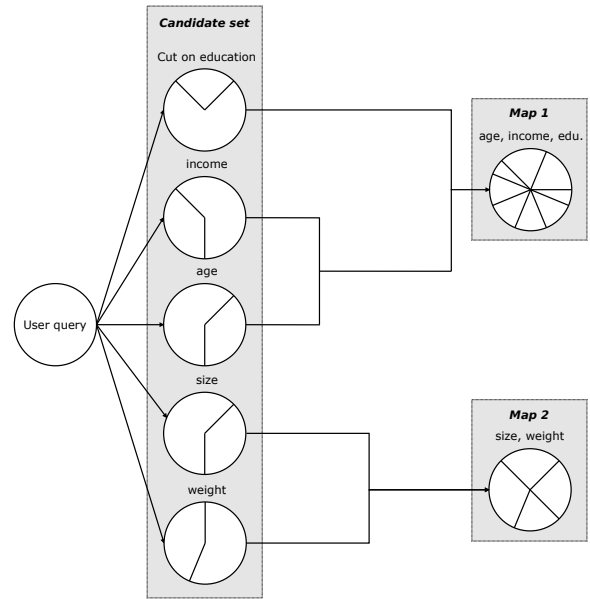 Candidate set
Cut on education
income
age
size
weight
User query
Map 1
age, income, edu.
Map 2
size, weight